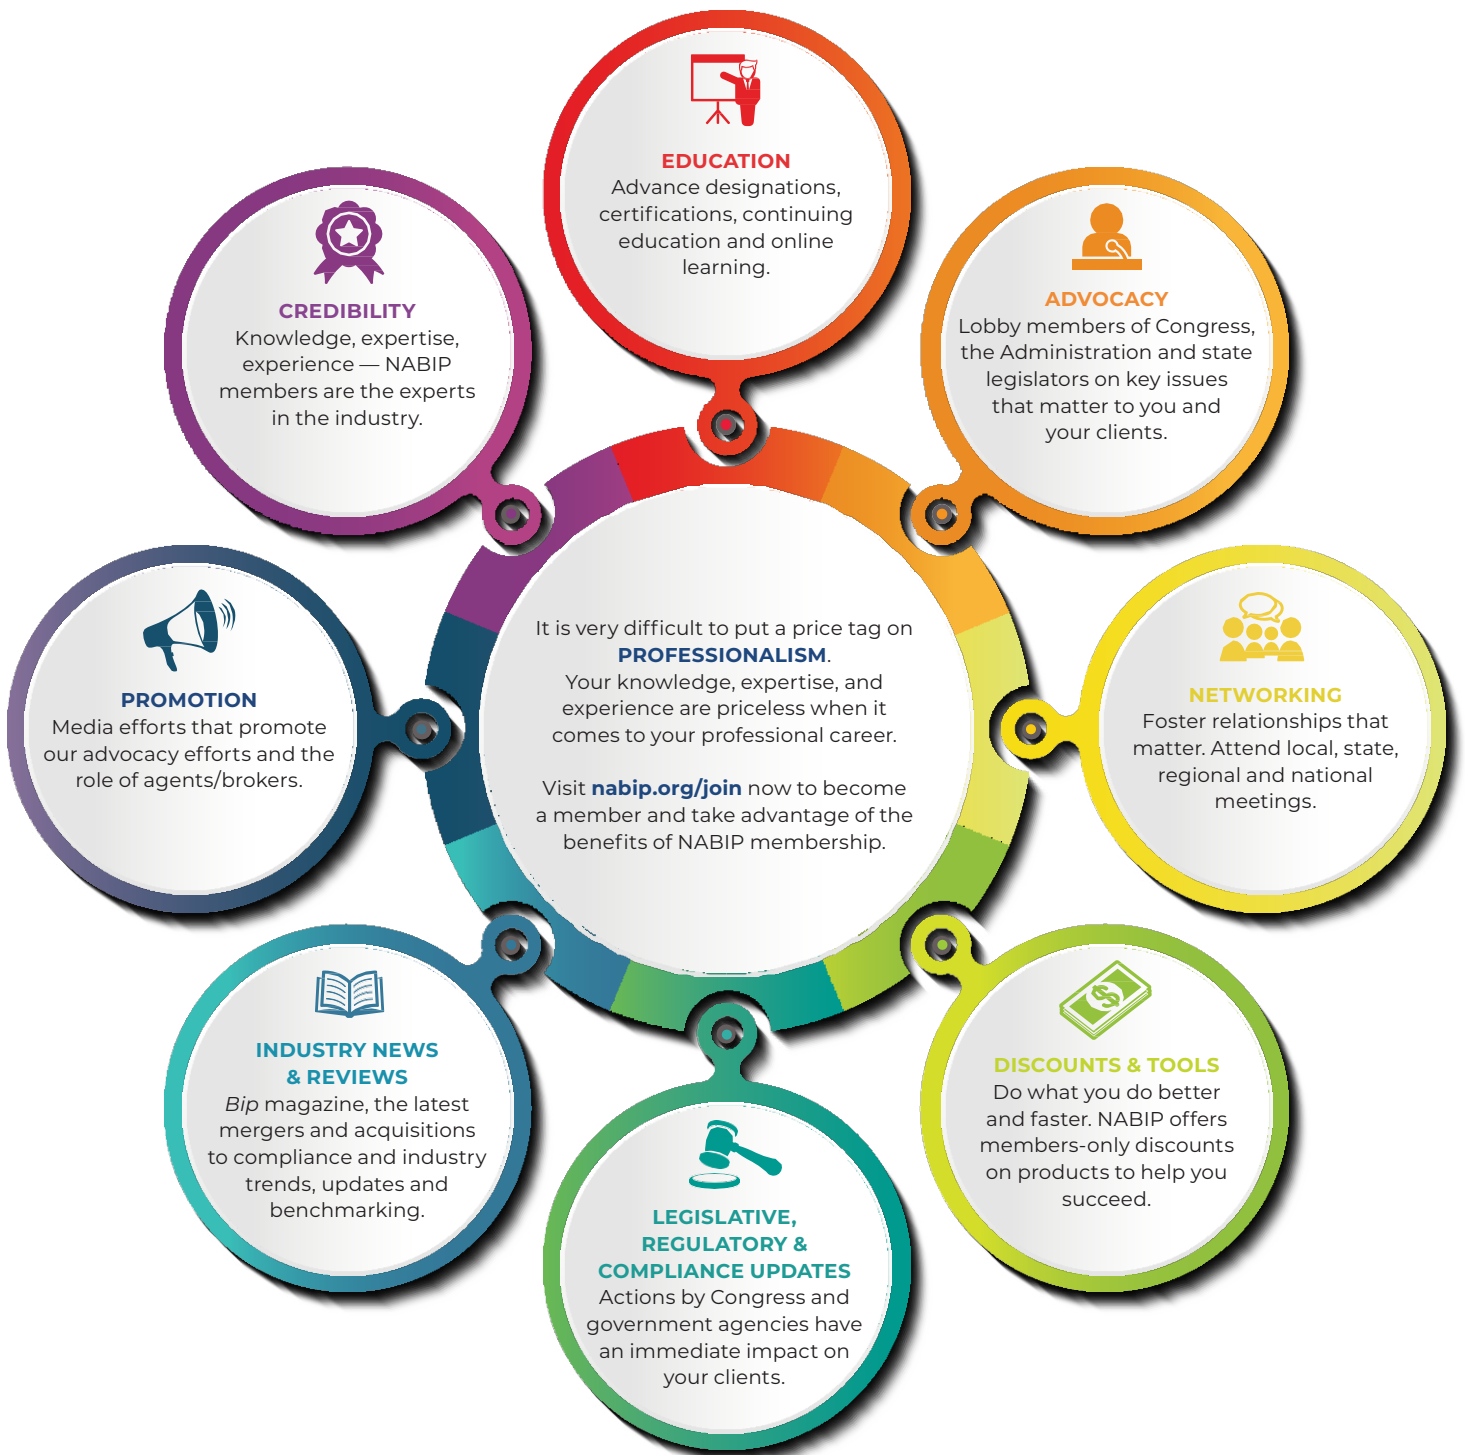 EDUCATION
Advance designations,
certifications, continuing
education and online
learning.
ADVOCACY
Lobby members of Congress,
the Administration and state
legislators on key issues
that matter to you and
your clients.
NETWORKING
Foster relationships that
matter. Attend local, state,
regional and national
meetings.
DISCOUNTS & TOOLS
Do what you do better
and faster. NABIP offers
members-only discounts
on products to help you
succeed.
LEGISLATIVE,
REGULATORY &
COMPLIANCE UPDATES
Actions by Congress and
government agencies have
an immediate impact on
your clients.
INDUSTRY NEWS
& REVIEWS
Bip magazine, the latest
mergers and acquisitions
to compliance and industry
trends, updates and
benchmarking.
PROMOTION
Media efforts that promote
our advocacy efforts and the
role of agents/brokers.
CREDIBILITY
Knowledge, expertise,
experience — NABIP
members are the experts
in the industry.
It is very difficult to put a price tag on
PROFESSIONALISM.
Your knowledge, expertise, and
experience are priceless when it
comes to your professional career.
Visit nabip.org/join now to become
a member and take advantage of the
benefits of NABIP membership.